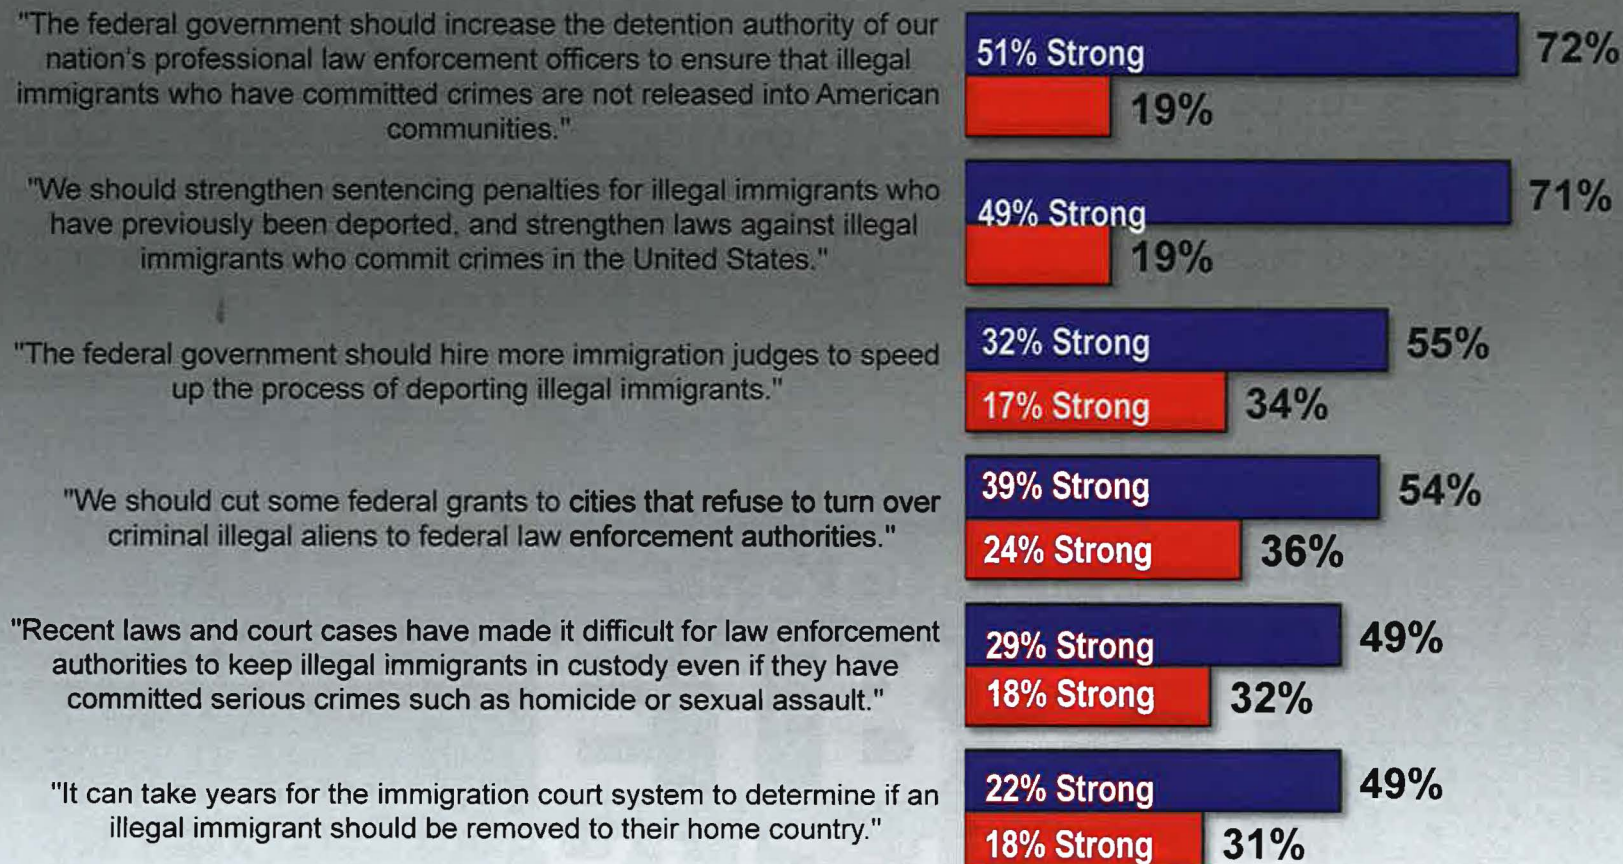 "The federal government should increase the detention authority of our
nation's professional law enforcement officers to ensure that illegal
immigrants who have committed crimes are not released into American
communities."
51% Strong
72%
19%
"We should strengthen sentencing penalties for illegal immigrants who
have previously been deported, and strengthen laws against illegal
immigrants who commit crimes in the United States."
49% Strong
71%
19%
"The federal government should hire more immigration judges to speed
up the process of deporting illegal immigrants."
32% Strong
55%
17% Strong
34%
"We should cut some federal grants to cities that refuse to turn over
criminal illegal aliens to federal law enforcement authorities."
39% Strong
54%
24% Strong
36%
"Recent laws and court cases have made it difficult for law enforcement
authorities to keep illegal immigrants in custody even if they have
committed serious crimes such as homicide or sexual assault."
29% Strong
49%
18% Strong
32%
"It can take years for the immigration court system to determine if an
illegal immigrant should be removed to their home country."
22% Strong
49%
18% Strong
31%